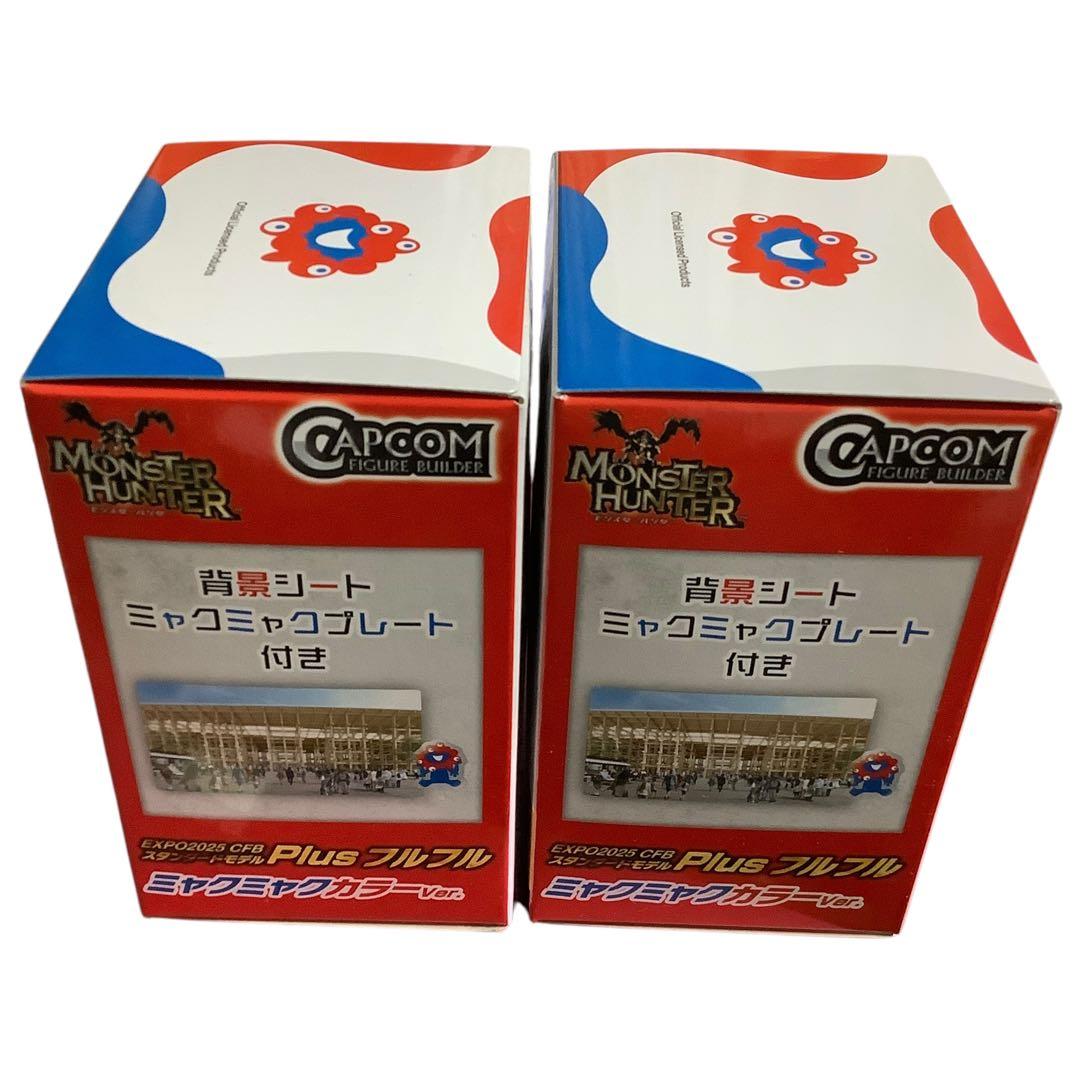 Official Licensed Products
MONSTER
HUNTER
モンスターハンター
CAPCOM
FIGURE BUILDER
背景シート
ミャクミャクプレート
付き
EXPO2025 CFB
スタンダードモデル Plus フルフル
ミャクミャクカラーVer.
Official Licensed Products
MONSTER
HUNTER
モンスターハンター
CAPCOM
FIGURE BUILDER
背景シート
ミャクミャクプレート
付き
EXPO2025 CFB
スタンダードモデル Plus フルフル
ミャクミャクカラーVer.